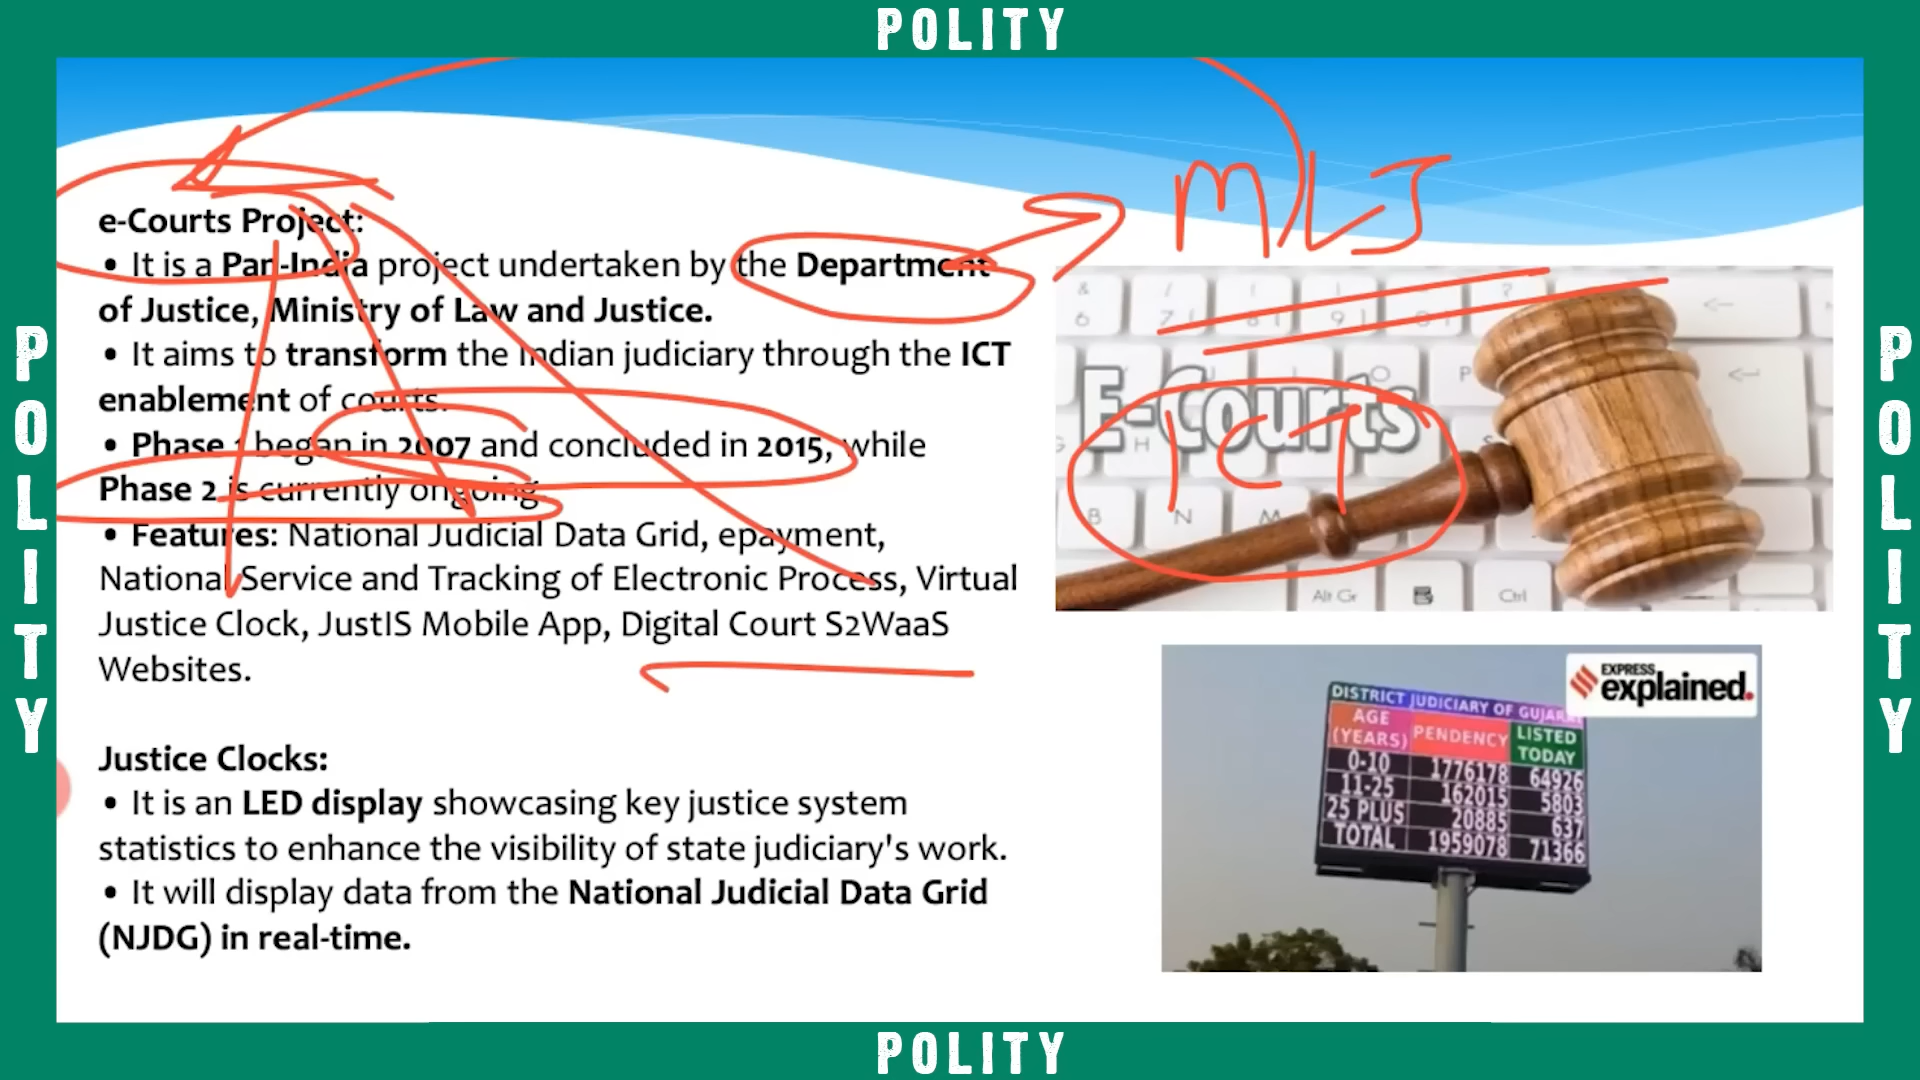 POLITY
e-Courts Project:
• It is a Pan-India project undertaken by the Department
of Justice, Ministry of Law and Justice.
• It aims to transform the Indian judiciary through the ICT
enablement of courts.
• Phase 1 began in 2007 and concluded in 2015, while
Phase 2 is currently ongoing.
• Features: National Judicial Data Grid, epayment,
National Service and Tracking of Electronic Process, Virtual
Justice Clock, JustIS Mobile App, Digital Court S2WaaS
Websites.
Justice Clocks:
• It is an LED display showcasing key justice system
statistics to enhance the visibility of state judiciary's work.
• It will display data from the National Judicial Data Grid
(NJDG) in real-time.
MLJ
E-Courts
ICT
Alt Gr
Ctrl
EXPRESS
explained.
DISTRICT JUDICIARY OF GUJARAT
AGE (YEARS) PENDENCY LISTED TODAY
0-10 1776178 64926
11-25 162015 5803
25 PLUS 20885 637
TOTAL 1959078 71366
POLITY
POLITY
POLITY